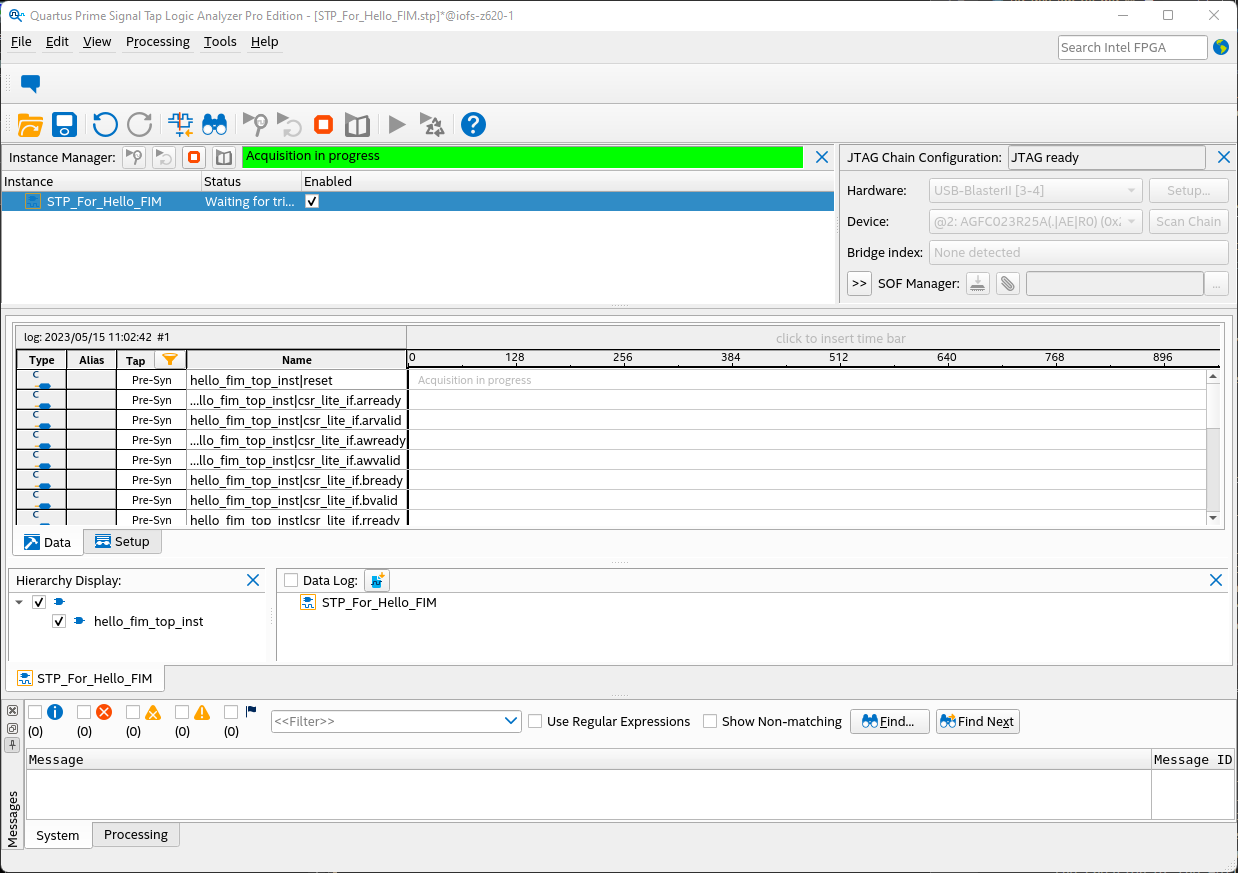 Quartus Prime Signal Tap Logic Analyzer Pro Edition - [STP_For_Hello_FIM.stp]*@iofs-z620-1
File Edit View Processing Tools Help
Search Intel FPGA
Instance Manager: Acquisition in progress
Instance Status Enabled
STP_For_Hello_FIM Waiting for tri...
JTAG Chain Configuration: JTAG ready
Hardware: USB-BlasterII [3-4] Setup...
Device: @2: AGFC023R25A(.|AE|R0) (0x Scan Chain
Bridge index: None detected
>> SOF Manager: ...
log: 2023/05/15 11:02:42 #1 click to insert time bar
Type Alias Tap Name 0 128 256 384 512 640 768 896
C Pre-Syn hello_fim_top_inst|reset Acquisition in progress
C Pre-Syn ...llo_fim_top_inst|csr_lite_if.arready
C Pre-Syn hello_fim_top_inst|csr_lite_if.arvalid
C Pre-Syn ...llo_fim_top_inst|csr_lite_if.awready
C Pre-Syn ...llo_fim_top_inst|csr_lite_if.awvalid
C Pre-Syn hello_fim_top_inst|csr_lite_if.bready
C Pre-Syn hello_fim_top_inst|csr_lite_if.bvalid
C Pre-Syn hello_fim_top_inst|csr_lite_if.rready
Data Setup
Hierarchy Display:
hello_fim_top_inst
Data Log:
STP_For_Hello_FIM
STP_For_Hello_FIM
(0) (0) (0) (0) (0)
<<Filter>> Use Regular Expressions Show Non-matching Find... Find Next
Message Message ID
Messages
System Processing